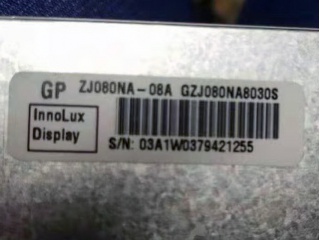 GP ZJ080NA-08A GZJ080NA8030S
InnoLux
Display
S/N: 03A1W0379421255